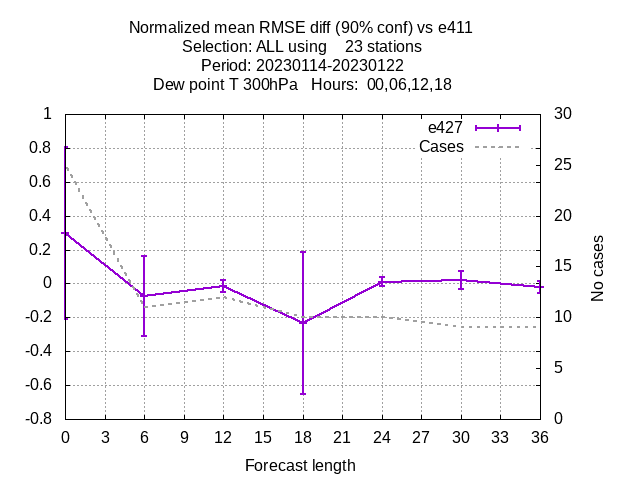 Normalized mean RMSE diff (90% conf) vs e411
Selection: ALL using    23 stations
Period: 20230114-20230122
Dew point T 300hPa   Hours:  00,06,12,18
1
0.8
0.6
0.4
0.2
0
-0.2
-0.4
-0.6
-0.8
30
25
20
15
10
5
0
e427
Cases
No cases
0 3 6 9 12 15 18 21 24 27 30 33 36
Forecast length